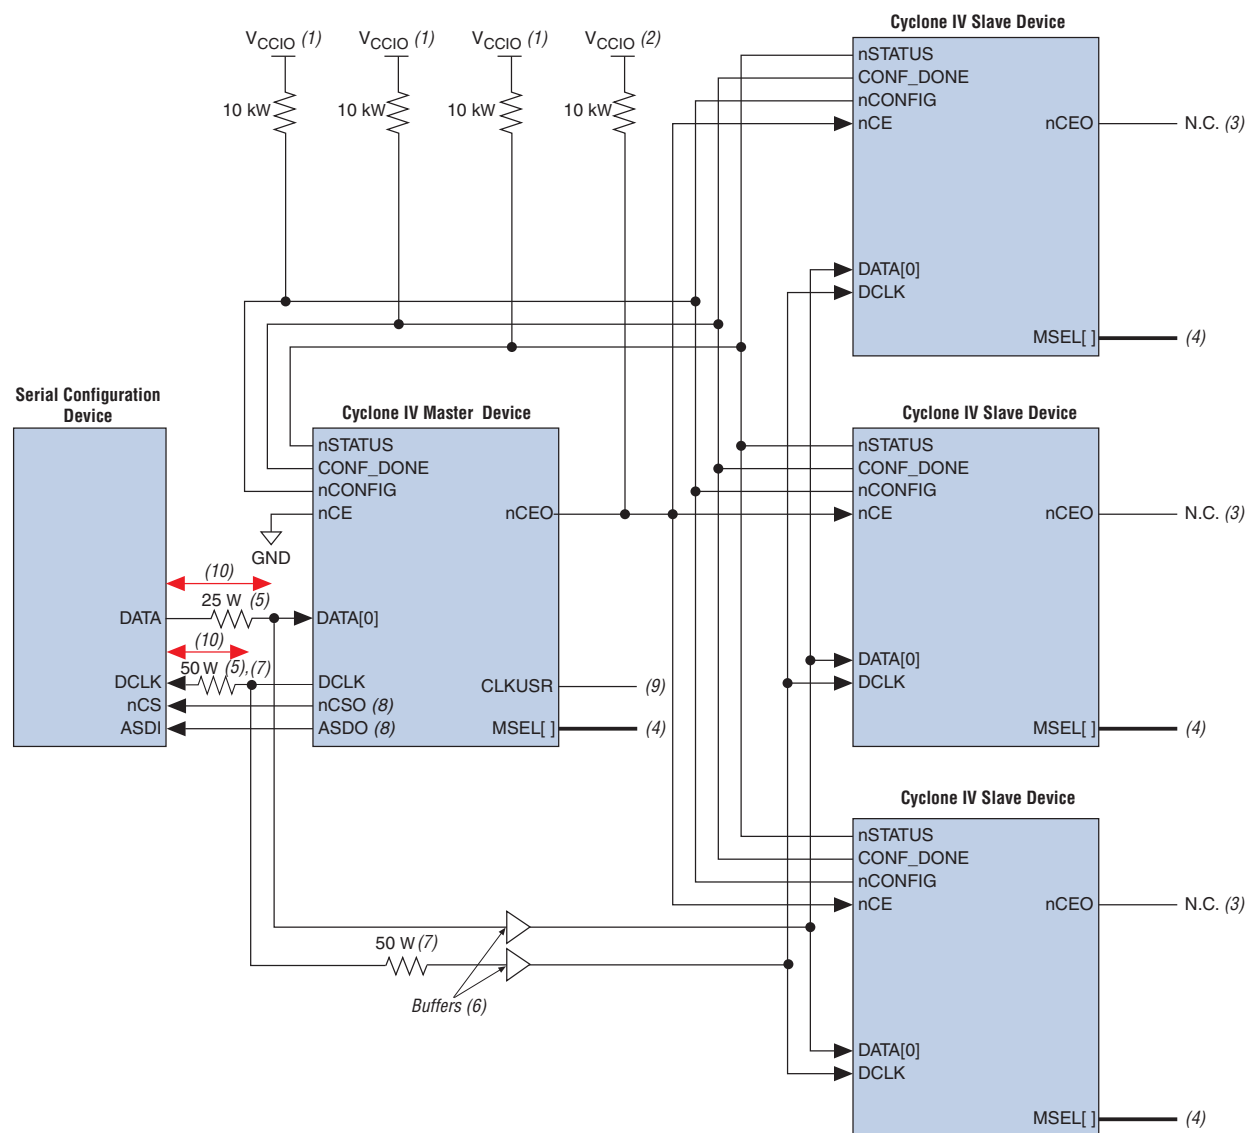 Cyclone IV Slave Device
VCCIO (1)
VCCIO (1)
VCCIO (1)
VCCIO (2)
10 kW
10 kW
10 kW
10 kW
nSTATUS
CONF_DONE
nCONFIG
nCE
nCEO
N.C. (3)
DATA[0]
DCLK
MSEL[ ]
(4)
Serial Configuration
Device
DATA
DCLK
nCS
ASDI
(10)
25 W (5)
(10)
50 W (5),(7)
Cyclone IV Master Device
nSTATUS
CONF_DONE
nCONFIG
nCE
GND
nCEO
DATA[0]
DCLK
nCSO (8)
ASDO (8)
CLKUSR
(9)
MSEL[ ]
(4)
Cyclone IV Slave Device
nSTATUS
CONF_DONE
nCONFIG
nCE
nCEO
N.C. (3)
DATA[0]
DCLK
MSEL[ ]
(4)
Cyclone IV Slave Device
nSTATUS
CONF_DONE
nCONFIG
nCE
nCEO
N.C. (3)
50 W (7)
Buffers (6)
DATA[0]
DCLK
MSEL[ ]
(4)